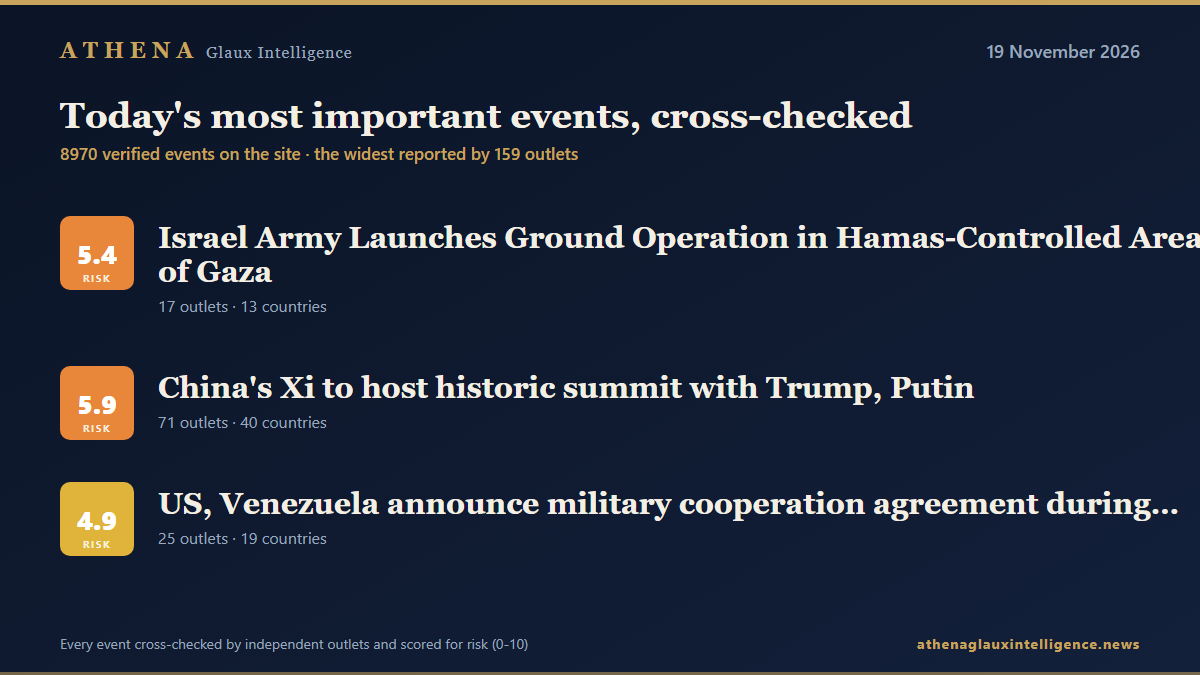 ATHENA Glaux Intelligence
19 November 2026
Today's most important events, cross-checked
8970 verified events on the site · the widest reported by 159 outlets
5.4
RISK
Israel Army Launches Ground Operation in Hamas-Controlled Area
of Gaza
17 outlets · 13 countries
5.9
RISK
China's Xi to host historic summit with Trump, Putin
71 outlets · 40 countries
4.9
RISK
US, Venezuela announce military cooperation agreement during...
25 outlets · 19 countries
Every event cross-checked by independent outlets and scored for risk (0-10)
athenaglauxintelligence.news